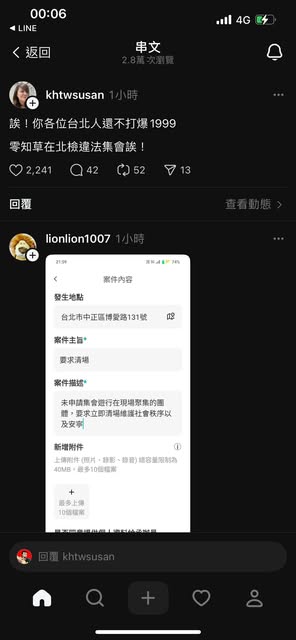 00:06
4G
LINE
返回
串文
2.8萬 次瀏覽
khtwsusan 1小時
誒！你各位台北人還不打爆1999
零知草在北檢違法集會誒！
2,241 42 52 13
回覆
查看動態
lionlion1007 1小時
21:39
74%
案件內容
發生地點
台北市中正區博愛路131號
案件主旨*
要求清場
案件描述*
未申請集會遊行在現場聚集的團
體，要求立即清場維護社會秩序以
及安寧
新增附件
上傳附件 (照片、錄影、錄音) 總容量限制為
40MB，最多10個檔案
最多上傳
10個檔案
回覆 khtwsusan